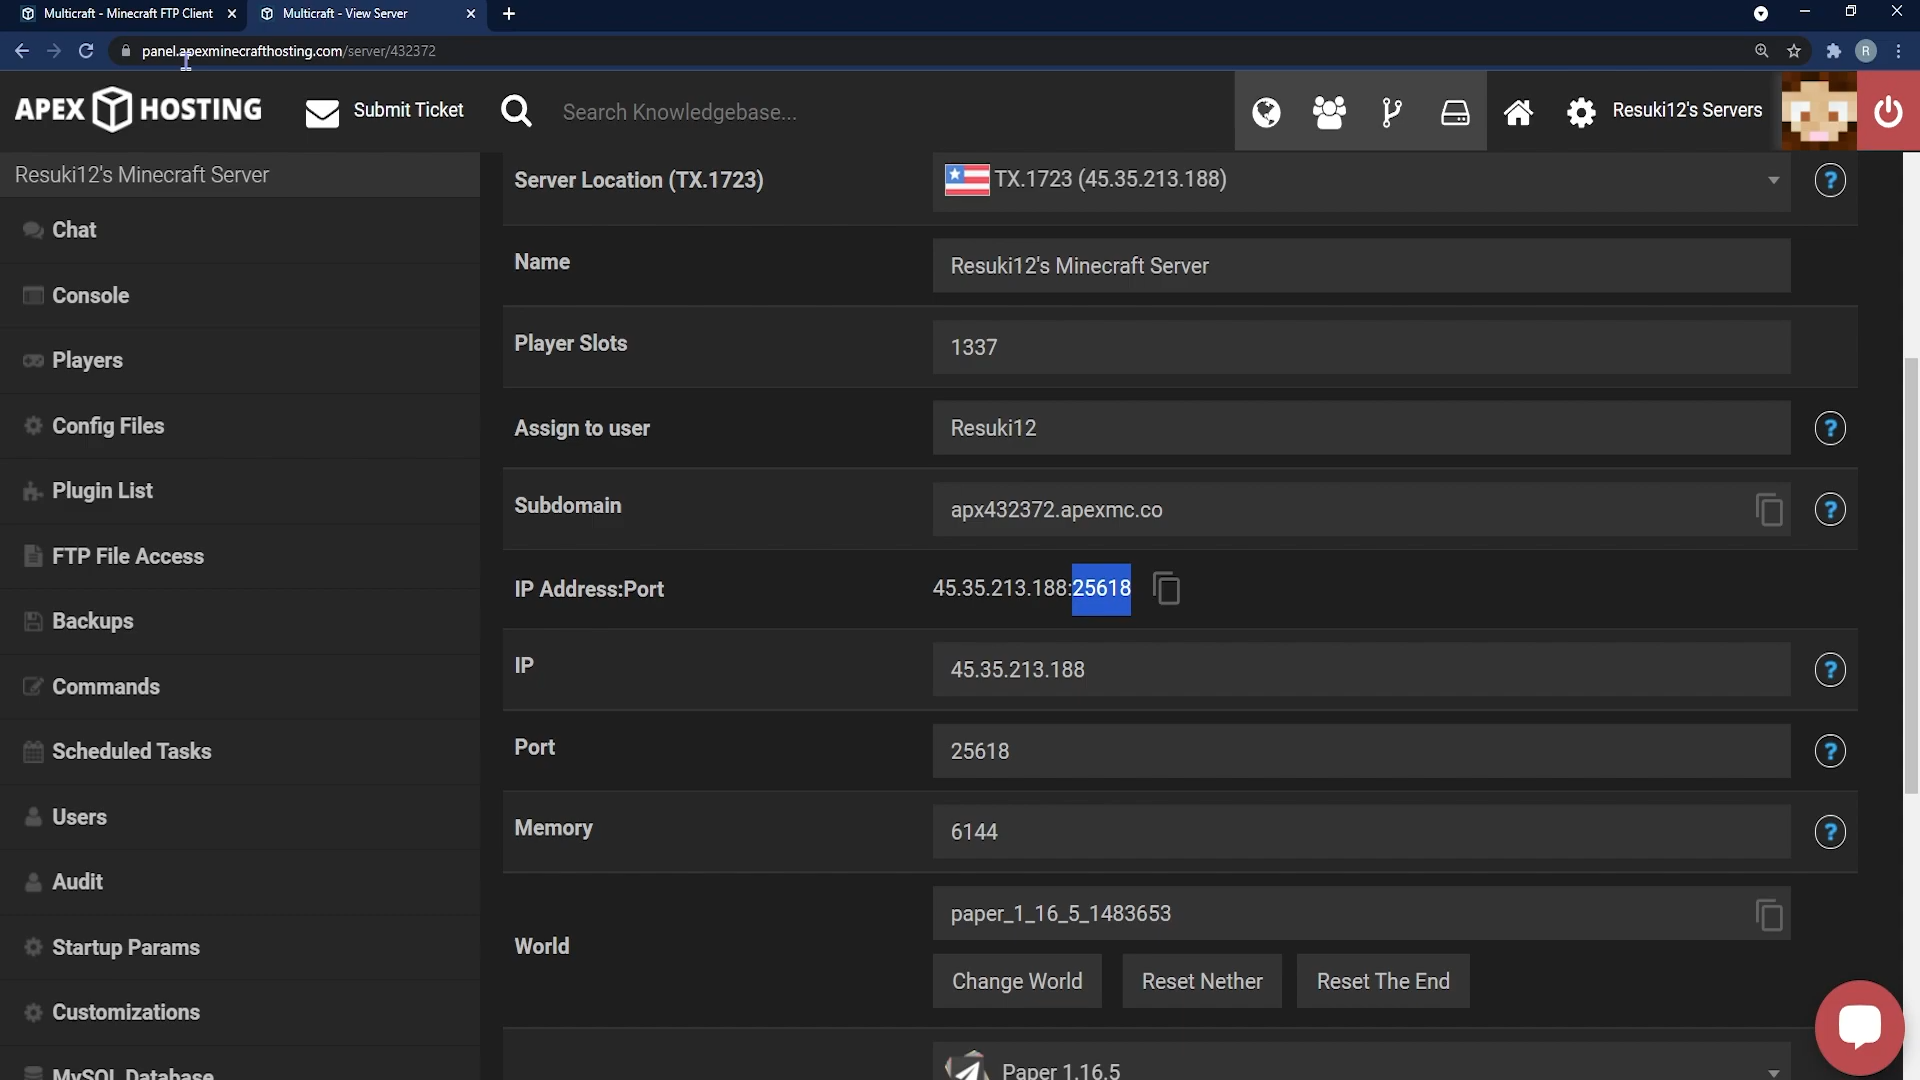 Multicraft - Minecraft FTP Client
Multicraft - View Server
panel.apexminecrafthosting.com/server/432372
R
APEX HOSTING
Submit Ticket
Search Knowledgebase...
Resuki12's Servers
Resuki12's Minecraft Server
Chat
Console
Players
Config Files
Plugin List
FTP File Access
Backups
Commands
Scheduled Tasks
Users
Audit
Startup Params
Customizations
MySQL Database
Server Location (TX.1723)
TX.1723 (45.35.213.188)
?
Name
Resuki12's Minecraft Server
Player Slots
1337
Assign to user
Resuki12
?
Subdomain
apx432372.apexmc.co
?
IP Address:Port
45.35.213.188:25618
IP
45.35.213.188
?
Port
25618
?
Memory
6144
?
World
paper_1_16_5_1483653
Change World
Reset Nether
Reset The End
Paper 1.16.5